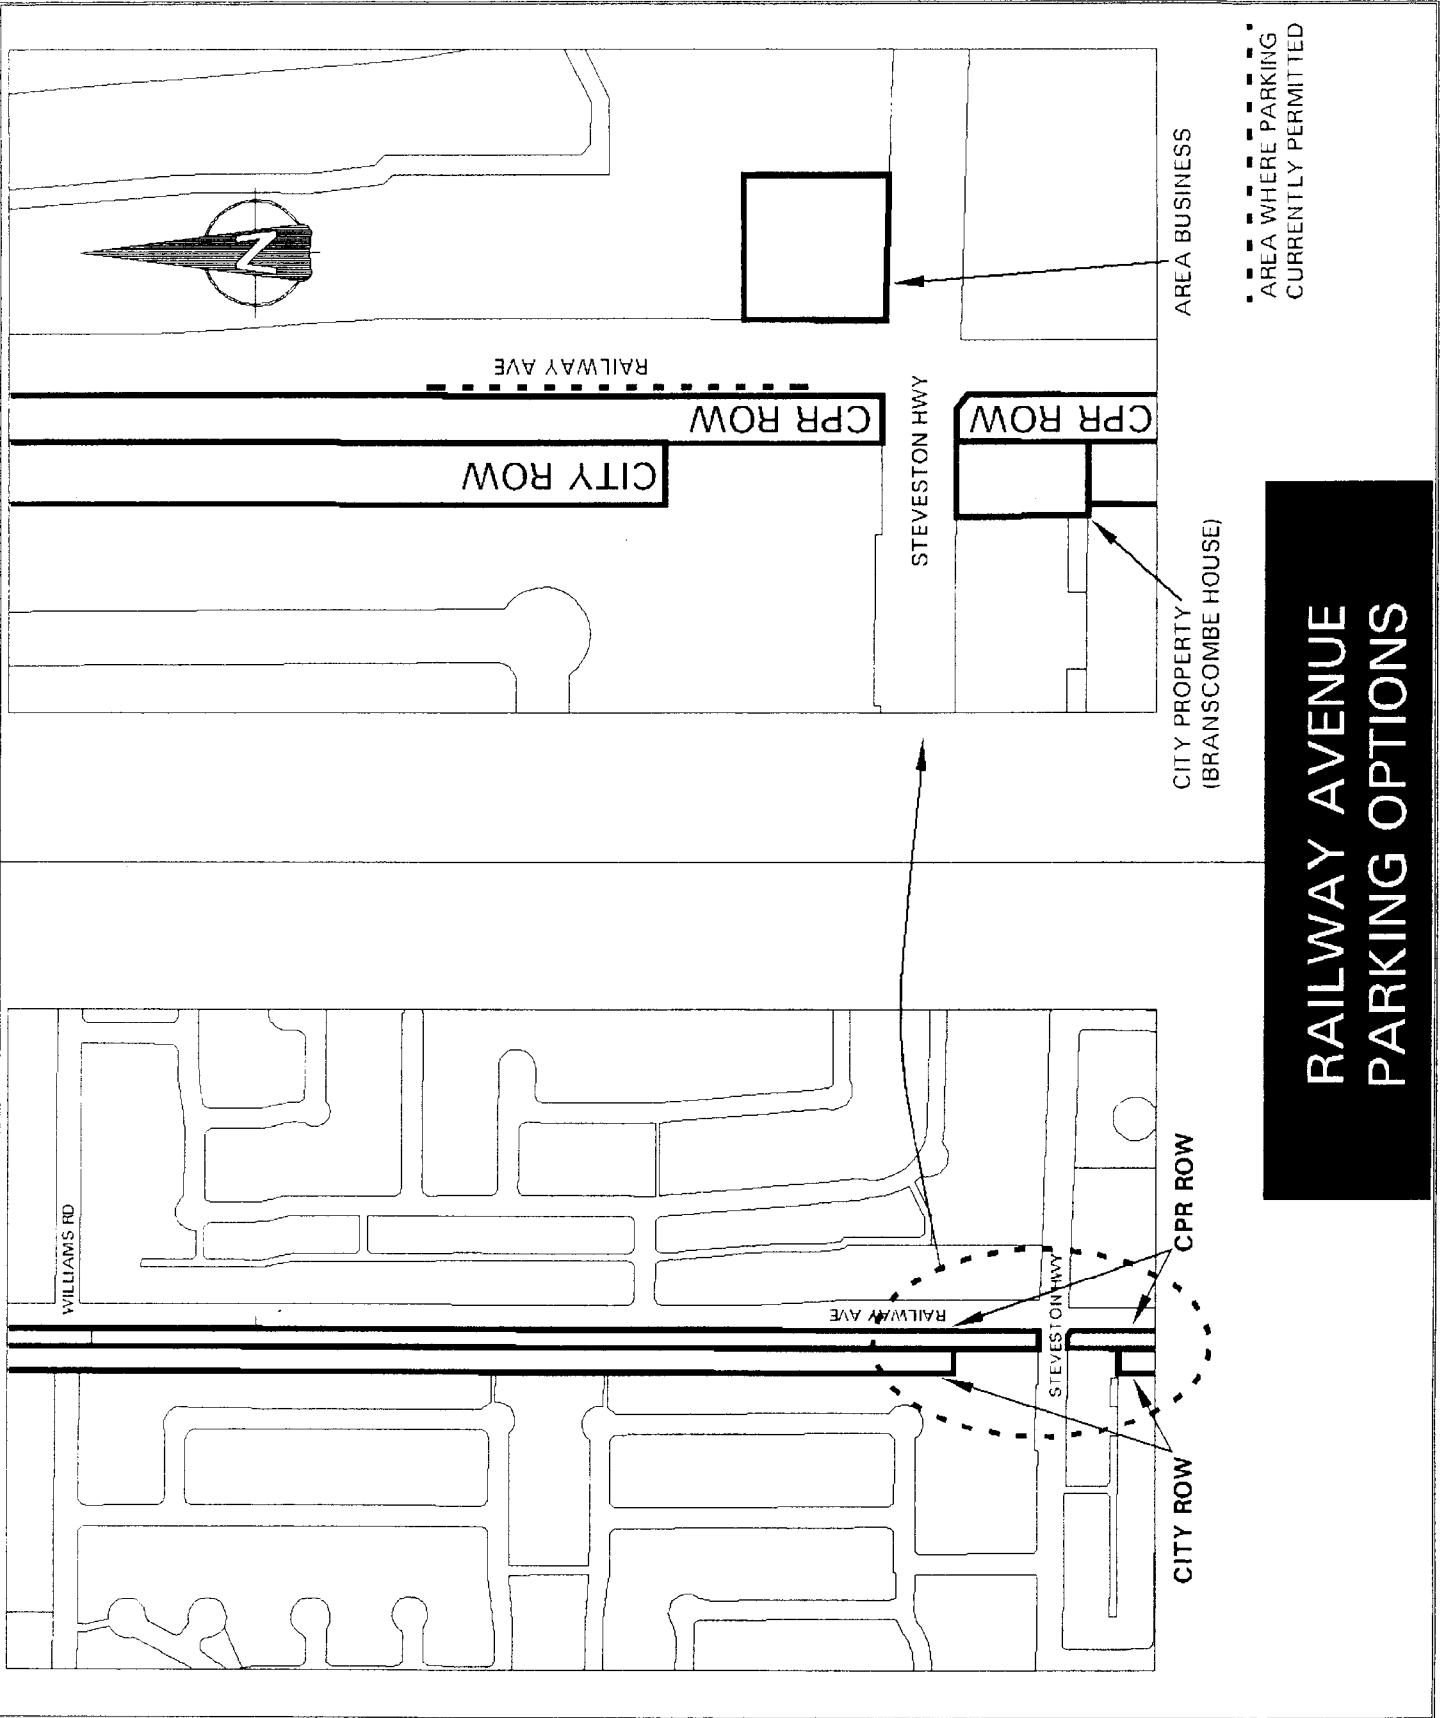 WILLIAMS RD
RAILWAY AVE
STEVESTON HWY
CITY ROW
CPR ROW
N
RAILWAY AVE
CPR ROW
CITY ROW
STEVESTON HWY
CPR ROW
CITY PROPERTY
(BRANSCOMBE HOUSE)
AREA BUSINESS
AREA WHERE PARKING
CURRENTLY PERMITTED
RAILWAY AVENUE
PARKING OPTIONS